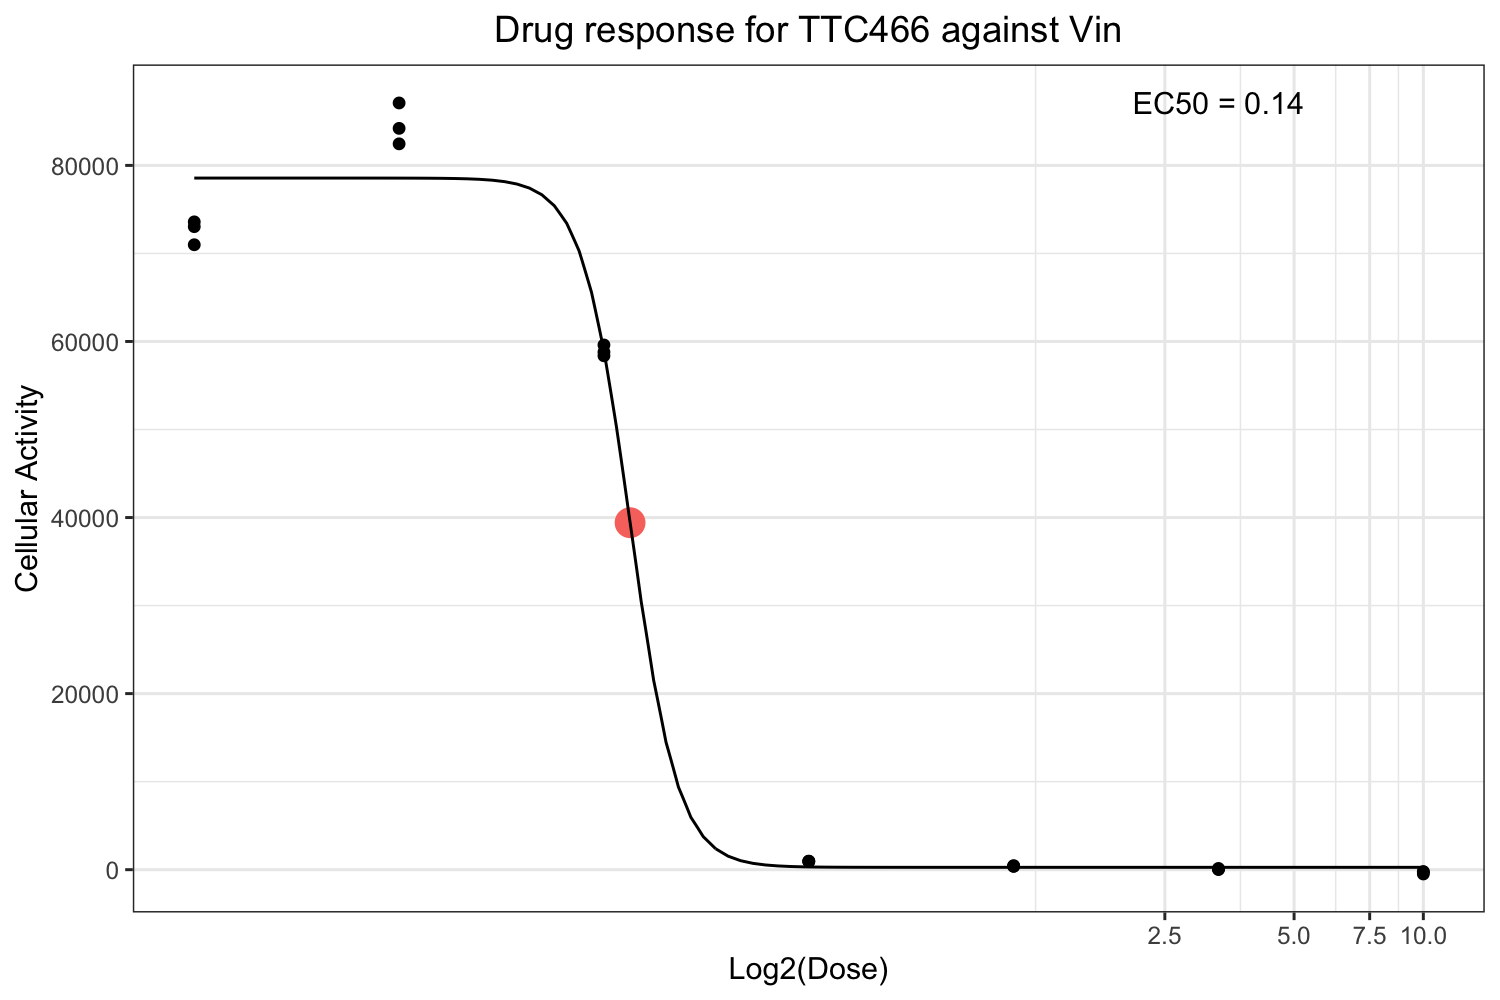 Drug response for TTC466 against Vin
EC50 = 0.14
80000
60000
40000
20000
0
Cellular Activity
2.5 5.0 7.5 10.0
Log2(Dose)